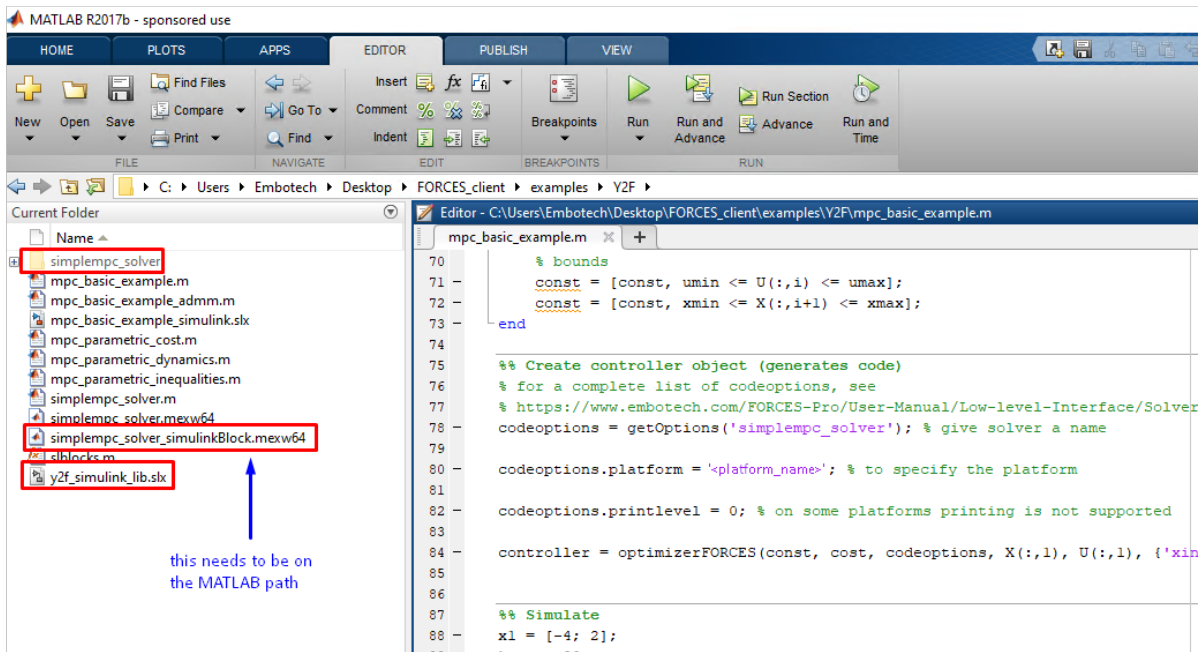 MATLAB R2017b - sponsored use
HOME PLOTS APPS EDITOR PUBLISH VIEW
New Open Save Find Files Compare Print
Go To Find
Insert fx
Comment
Indent
Breakpoints Run Run and Advance Run Section Advance Run and Time
FILE NAVIGATE EDIT BREAKPOINTS RUN
C: Users Embotech Desktop FORCES_client examples Y2F
Current Folder
Name
simplempc_solver
mpc_basic_example.m
mpc_basic_example_admm.m
mpc_basic_example_simulink.slx
mpc_parametric_cost.m
mpc_parametric_dynamics.m
mpc_parametric_inequalities.m
simplempc_solver.m
simplempc_solver.mexw64
simplempc_solver_simulinkBlock.mexw64
slblocks.m
y2f_simulink_lib.slx
this needs to be on
the MATLAB path
Editor - C:\Users\Embotech\Desktop\FORCES_client\examples\Y2F\mpc_basic_example.m
mpc_basic_example.m
70 % bounds
71 const = [const, umin <= U(:,i) <= umax];
72 const = [const, xmin <= X(:,i+1) <= xmax];
73 end
74
75 %% Create controller object (generates code)
76 % for a complete list of codeoptions, see
77 % https://www.embotech.com/FORCES-Pro/User-Manual/Low-level-Interface/Solver
78 codeoptions = getOptions('simplempc_solver'); % give solver a name
79
80 codeoptions.platform = '<platform_name>'; % to specify the platform
81
82 codeoptions.printlevel = 0; % on some platforms printing is not supported
83
84 controller = optimizerFORCES(const, cost, codeoptions, X(:,1), U(:,1), {'xin
85
86
87 %% Simulate
88 x1 = [-4; 2];